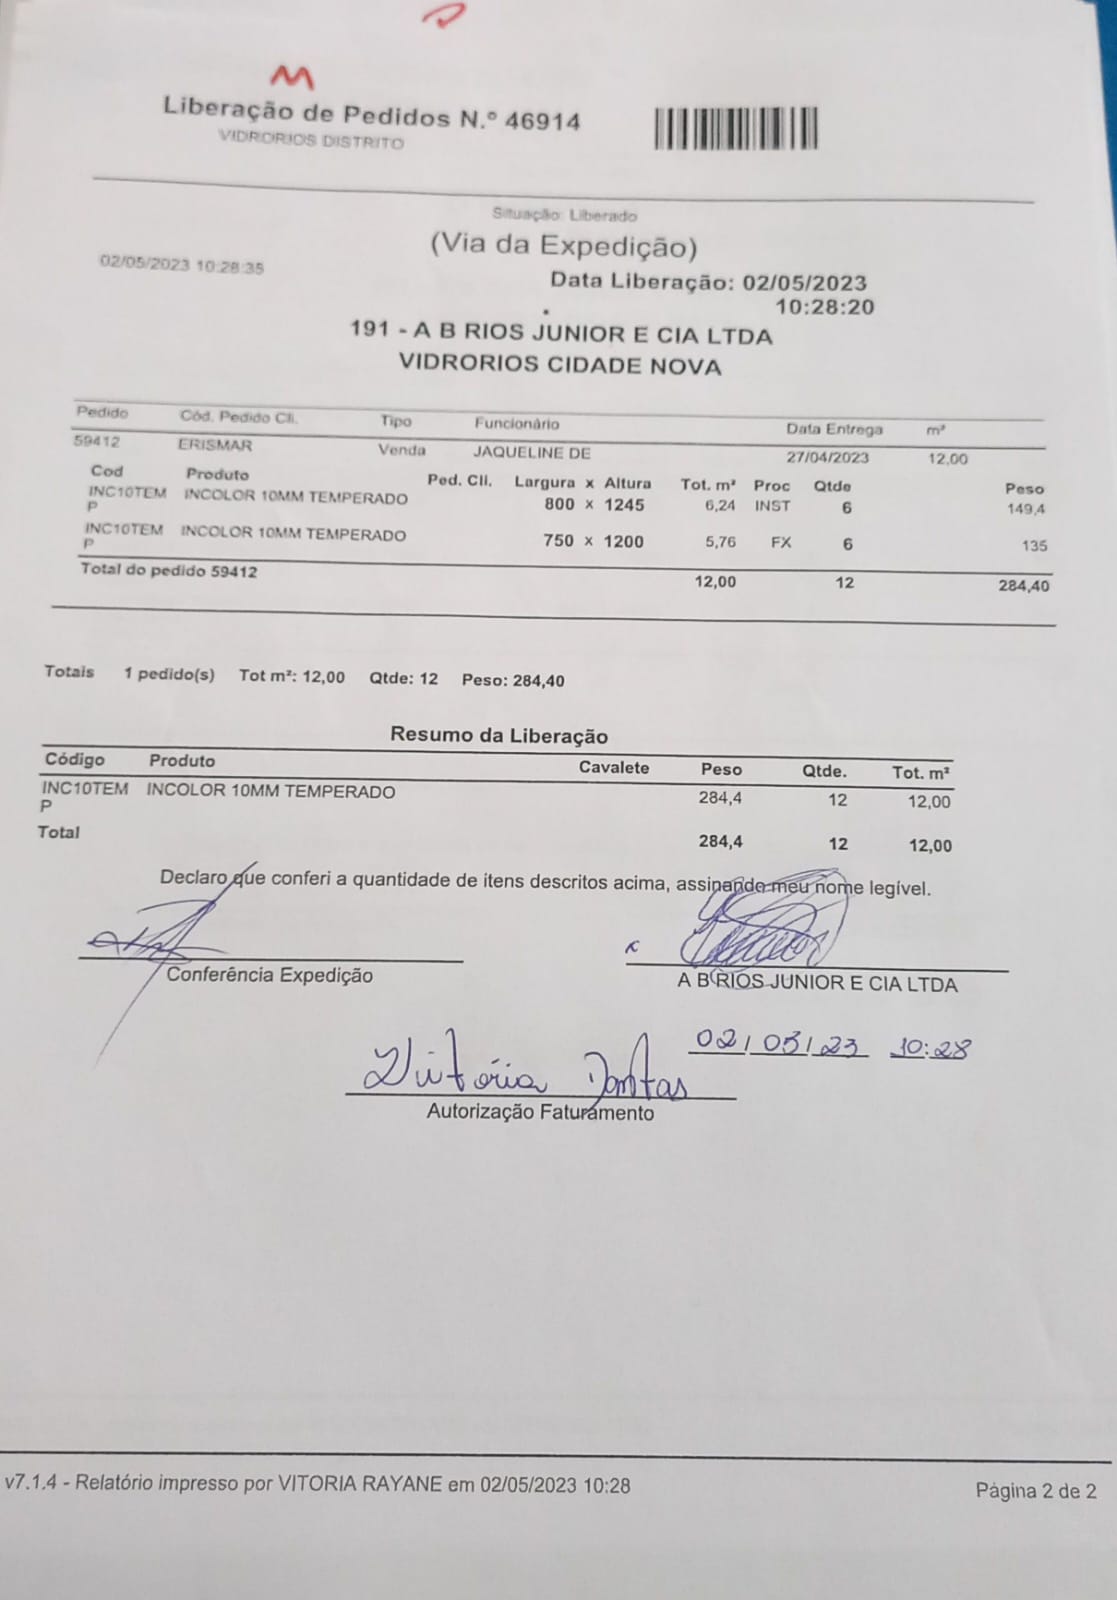 M
Liberação de Pedidos N.º 46914
VIDRORIOS DISTRITO
Situação: Liberado
(Via da Expedição)
02/05/2023 10:28:35
Data Liberação: 02/05/2023
10:28:20
191 - A B RIOS JUNIOR E CIA LTDA
VIDRORIOS CIDADE NOVA
Pedido Cód. Pedido Cli. Tipo Funcionário Data Entrega m²
59412 ERISMAR Venda JAQUELINE DE 27/04/2023 12,00
Cod Produto Ped. Cli. Largura x Altura Tot. m² Proc Qtde Peso
INC10TEM INCOLOR 10MM TEMPERADO 800 x 1245 6,24 INST 6 149,4
P
INC10TEM INCOLOR 10MM TEMPERADO 750 x 1200 5,76 FX 6 135
P
Total do pedido 59412 12,00 12 284,40
Totais 1 pedido(s) Tot m²: 12,00 Qtde: 12 Peso: 284,40
Resumo da Liberação
Código Produto Cavalete Peso Qtde. Tot. m²
INC10TEM INCOLOR 10MM TEMPERADO 284,4 12 12,00
P
Total 284,4 12 12,00
Declaro que conferi a quantidade de itens descritos acima, assinando meu nome legível.
Conferência Expedição
A B RIOS JUNIOR E CIA LTDA
02/05/23 10:28
Vitória Dantas
Autorização Faturamento
v7.1.4 - Relatório impresso por VITORIA RAYANE em 02/05/2023 10:28
Página 2 de 2